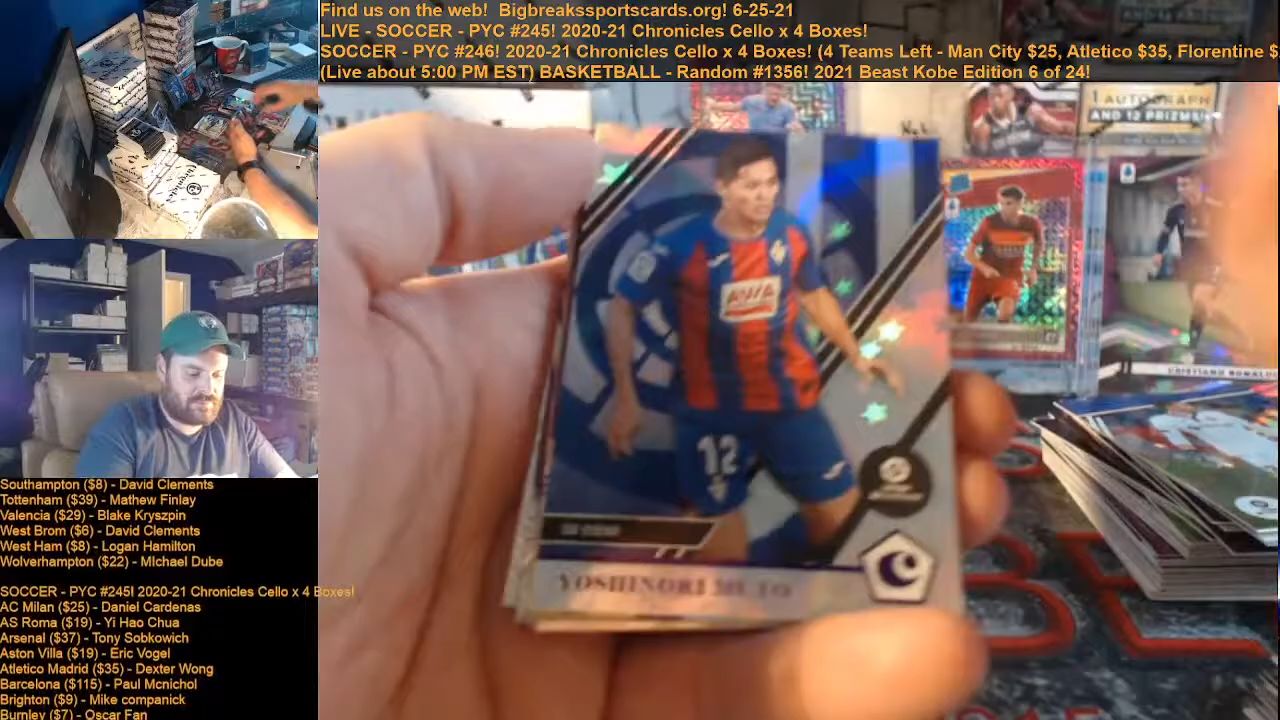 Find us on the web!  Bigbreakssportscards.org! 6-25-21
LIVE - SOCCER - PYC #245! 2020-21 Chronicles Cello x 4 Boxes!
SOCCER - PYC #246! 2020-21 Chronicles Cello x 4 Boxes! (4 Teams Left - Man City $25, Atletico $35, Florentine $
(Live about 5:00 PM EST) BASKETBALL - Random #1356! 2021 Beast Kobe Edition 6 of 24!
1 AUTOGRAPH
AND 12 PRIZMS
AVIA
12
SD EIBAR
YOSHINORI MUTO
CRISTIANO RONALDO
Southampton ($8) - David Clements
Tottenham ($39) - Mathew Finlay
Valencia ($29) - Blake Kryszpin
West Brom ($6) - David Clements
West Ham ($8) - Logan Hamilton
Wolverhampton ($22) - Michael Dube
SOCCER - PYC #245! 2020-21 Chronicles Cello x 4 Boxes!
AC Milan ($25) - Daniel Cardenas
AS Roma ($19) - Yi Hao Chua
Arsenal ($37) - Tony Sobkowich
Aston Villa ($19) - Eric Vogel
Atletico Madrid ($35) - Dexter Wong
Barcelona ($115) - Paul Mcnichol
Brighton ($9) - Mike companick
Burnley ($7) - Oscar Fan